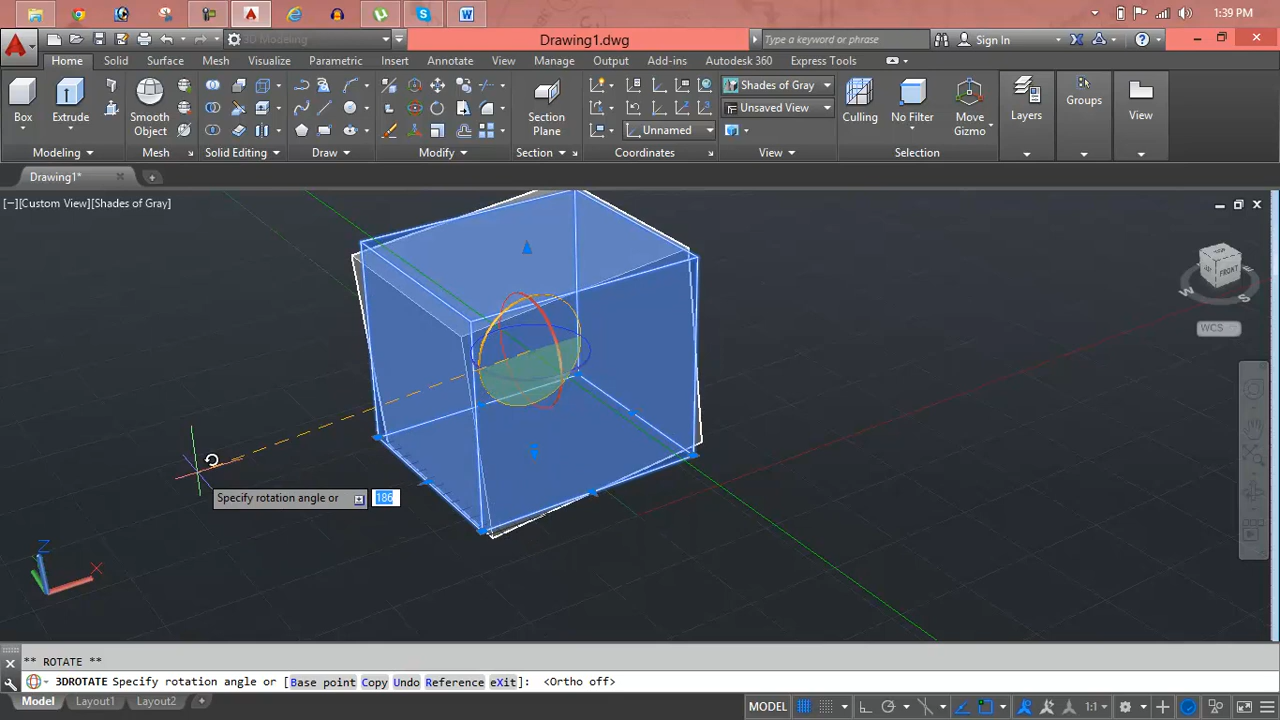 1:39 PM
3D Modeling
Drawing1.dwg
Type a keyword or phrase
Sign In
Home Solid Surface Mesh Visualize Parametric Insert Annotate View Manage Output Add-ins Autodesk 360 Express Tools
Box
Extrude
Smooth
Object
Section
Plane
Unnamed
Shades of Gray
Unsaved View
Culling
No Filter
Move
Gizmo
Layers
Groups
View
Modeling
Mesh
Solid Editing
Draw
Modify
Section
Coordinates
View
Selection
Drawing1*
[−][Custom View][Shades of Gray]
TOP
FRONT
W
S
WCS
Specify rotation angle or
186
Z
X
** ROTATE **
3DROTATE Specify rotation angle or [Base point Copy Undo Reference eXit]: <Ortho off>
Model Layout1 Layout2
MODEL
1:1